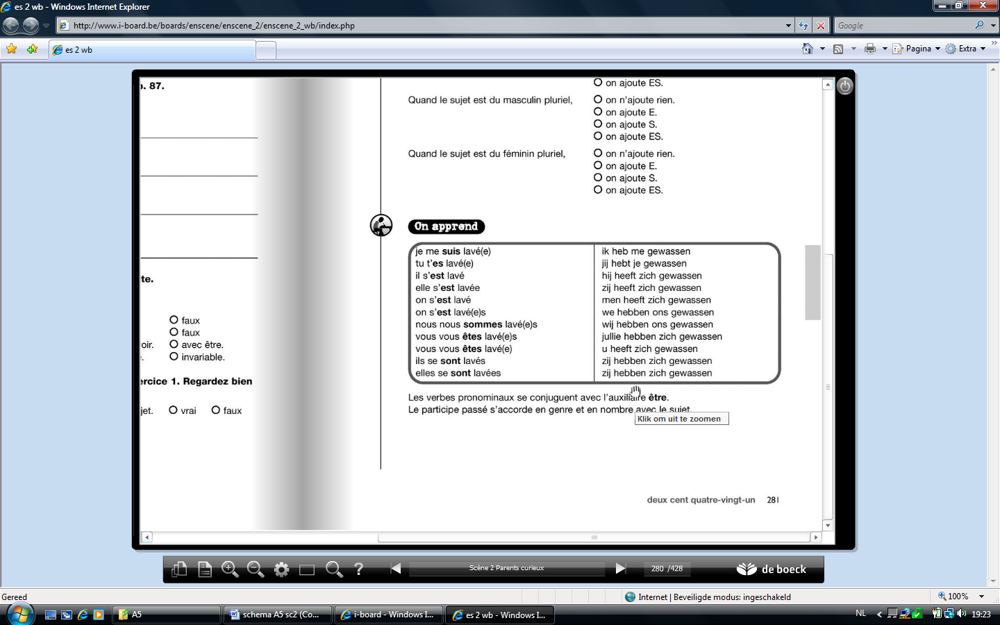 es 2 wb - Windows Internet Explorer
http://www.i-board.be/boards/enscene/enscene_2/enscene_2_wb/index.php
Google
es 2 wb
Pagina
Extra
p. 87.
te.
faux
faux
oir. avec être.
invariable.
ercice 1. Regardez bien
jet. vrai faux
on ajoute ES.
Quand le sujet est du masculin pluriel, on n'ajoute rien.
on ajoute E.
on ajoute S.
on ajoute ES.
Quand le sujet est du féminin pluriel, on n'ajoute rien.
on ajoute E.
on ajoute S.
on ajoute ES.
On apprend
je me suis lavé(e) ik heb me gewassen
tu t'es lavé(e) jij hebt je gewassen
il s'est lavé hij heeft zich gewassen
elle s'est lavée zij heeft zich gewassen
on s'est lavé men heeft zich gewassen
on s'est lavé(e)s we hebben ons gewassen
nous nous sommes lavé(e)s wij hebben ons gewassen
vous vous êtes lavé(e)s jullie hebben zich gewassen
vous vous êtes lavé(e) u heeft zich gewassen
ils se sont lavés zij hebben zich gewassen
elles se sont lavées zij hebben zich gewassen
Les verbes pronominaux se conjuguent avec l'auxiliaire être.
Le participe passé s'accorde en genre et en nombre avec le sujet.
Klik om uit te zoomen
deux cent quatre-vingt-un 281
Scène 2 Parents curieux
280 /428
de boeck
Gereed
Internet | Beveiligde modus: ingeschakeld
100%
A5
schema A5 sc2 (Co...
i-board - Windows I...
es 2 wb - Windows I...
NL
19:23